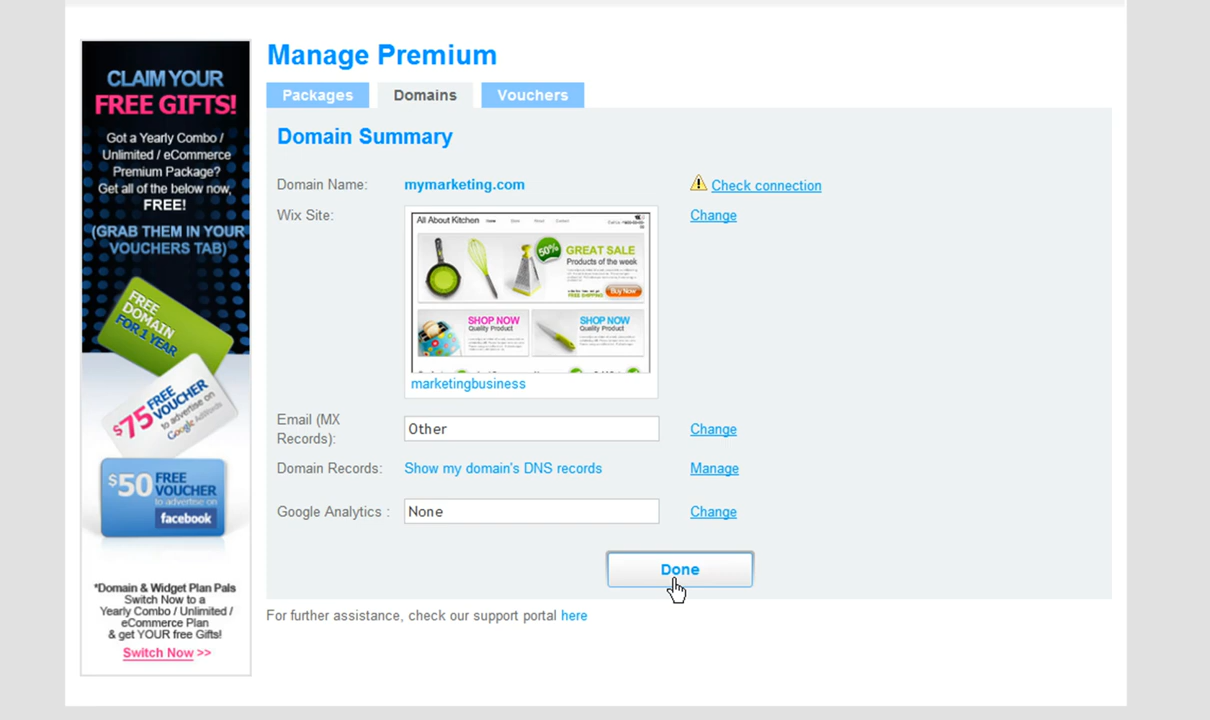 Manage Premium
Packages
Domains
Vouchers
CLAIM YOUR
FREE GIFTS!
Got a Yearly Combo /
Unlimited / eCommerce
Premium Package?
Get all of the below now,
FREE!
(GRAB THEM IN YOUR
VOUCHERS TAB)
FREE
DOMAIN
FOR 1 YEAR
$75 FREE
VOUCHER
to advertise on
Google AdWords
$50 FREE
VOUCHER
to advertise on
facebook
*Domain & Widget Plan Pals
Switch Now to a
Yearly Combo / Unlimited /
eCommerce Plan
& get YOUR free Gifts!
Switch Now >>
Domain Summary
Domain Name: mymarketing.com Check connection
Wix Site: Change
All About Kitchen
50%
GREAT SALE
Products of the week
FREE SHIPPING
Buy Now
SHOP NOW
Quality Product
SHOP NOW
Quality Product
marketingbusiness
Email (MX
Records): Other Change
Domain Records: Show my domain's DNS records Manage
Google Analytics : None Change
Done
For further assistance, check our support portal here